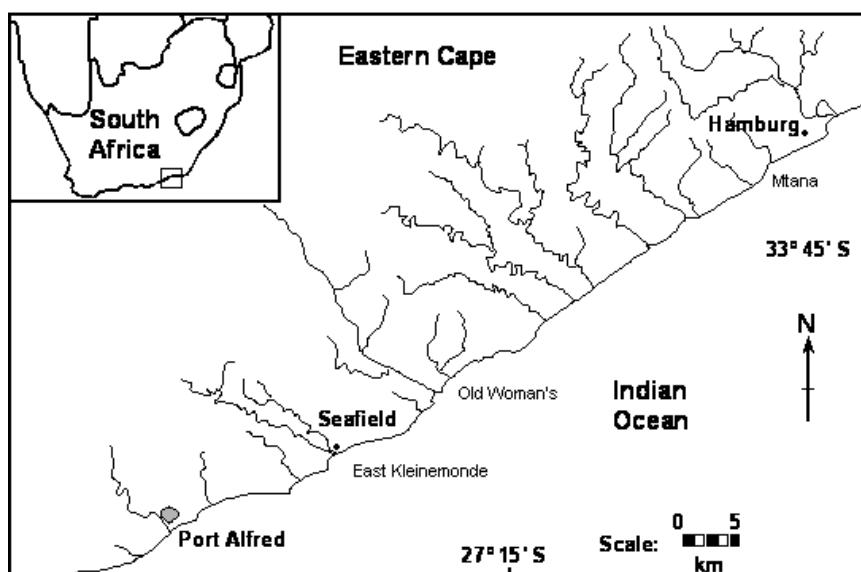 Eastern Cape
South
Africa
Hamburg
Mtana
33° 45' S
N
Old Woman's
Indian
Ocean
Seafield
East Kleinemonde
Port Alfred
27° 15' S
Scale:
0 5
km